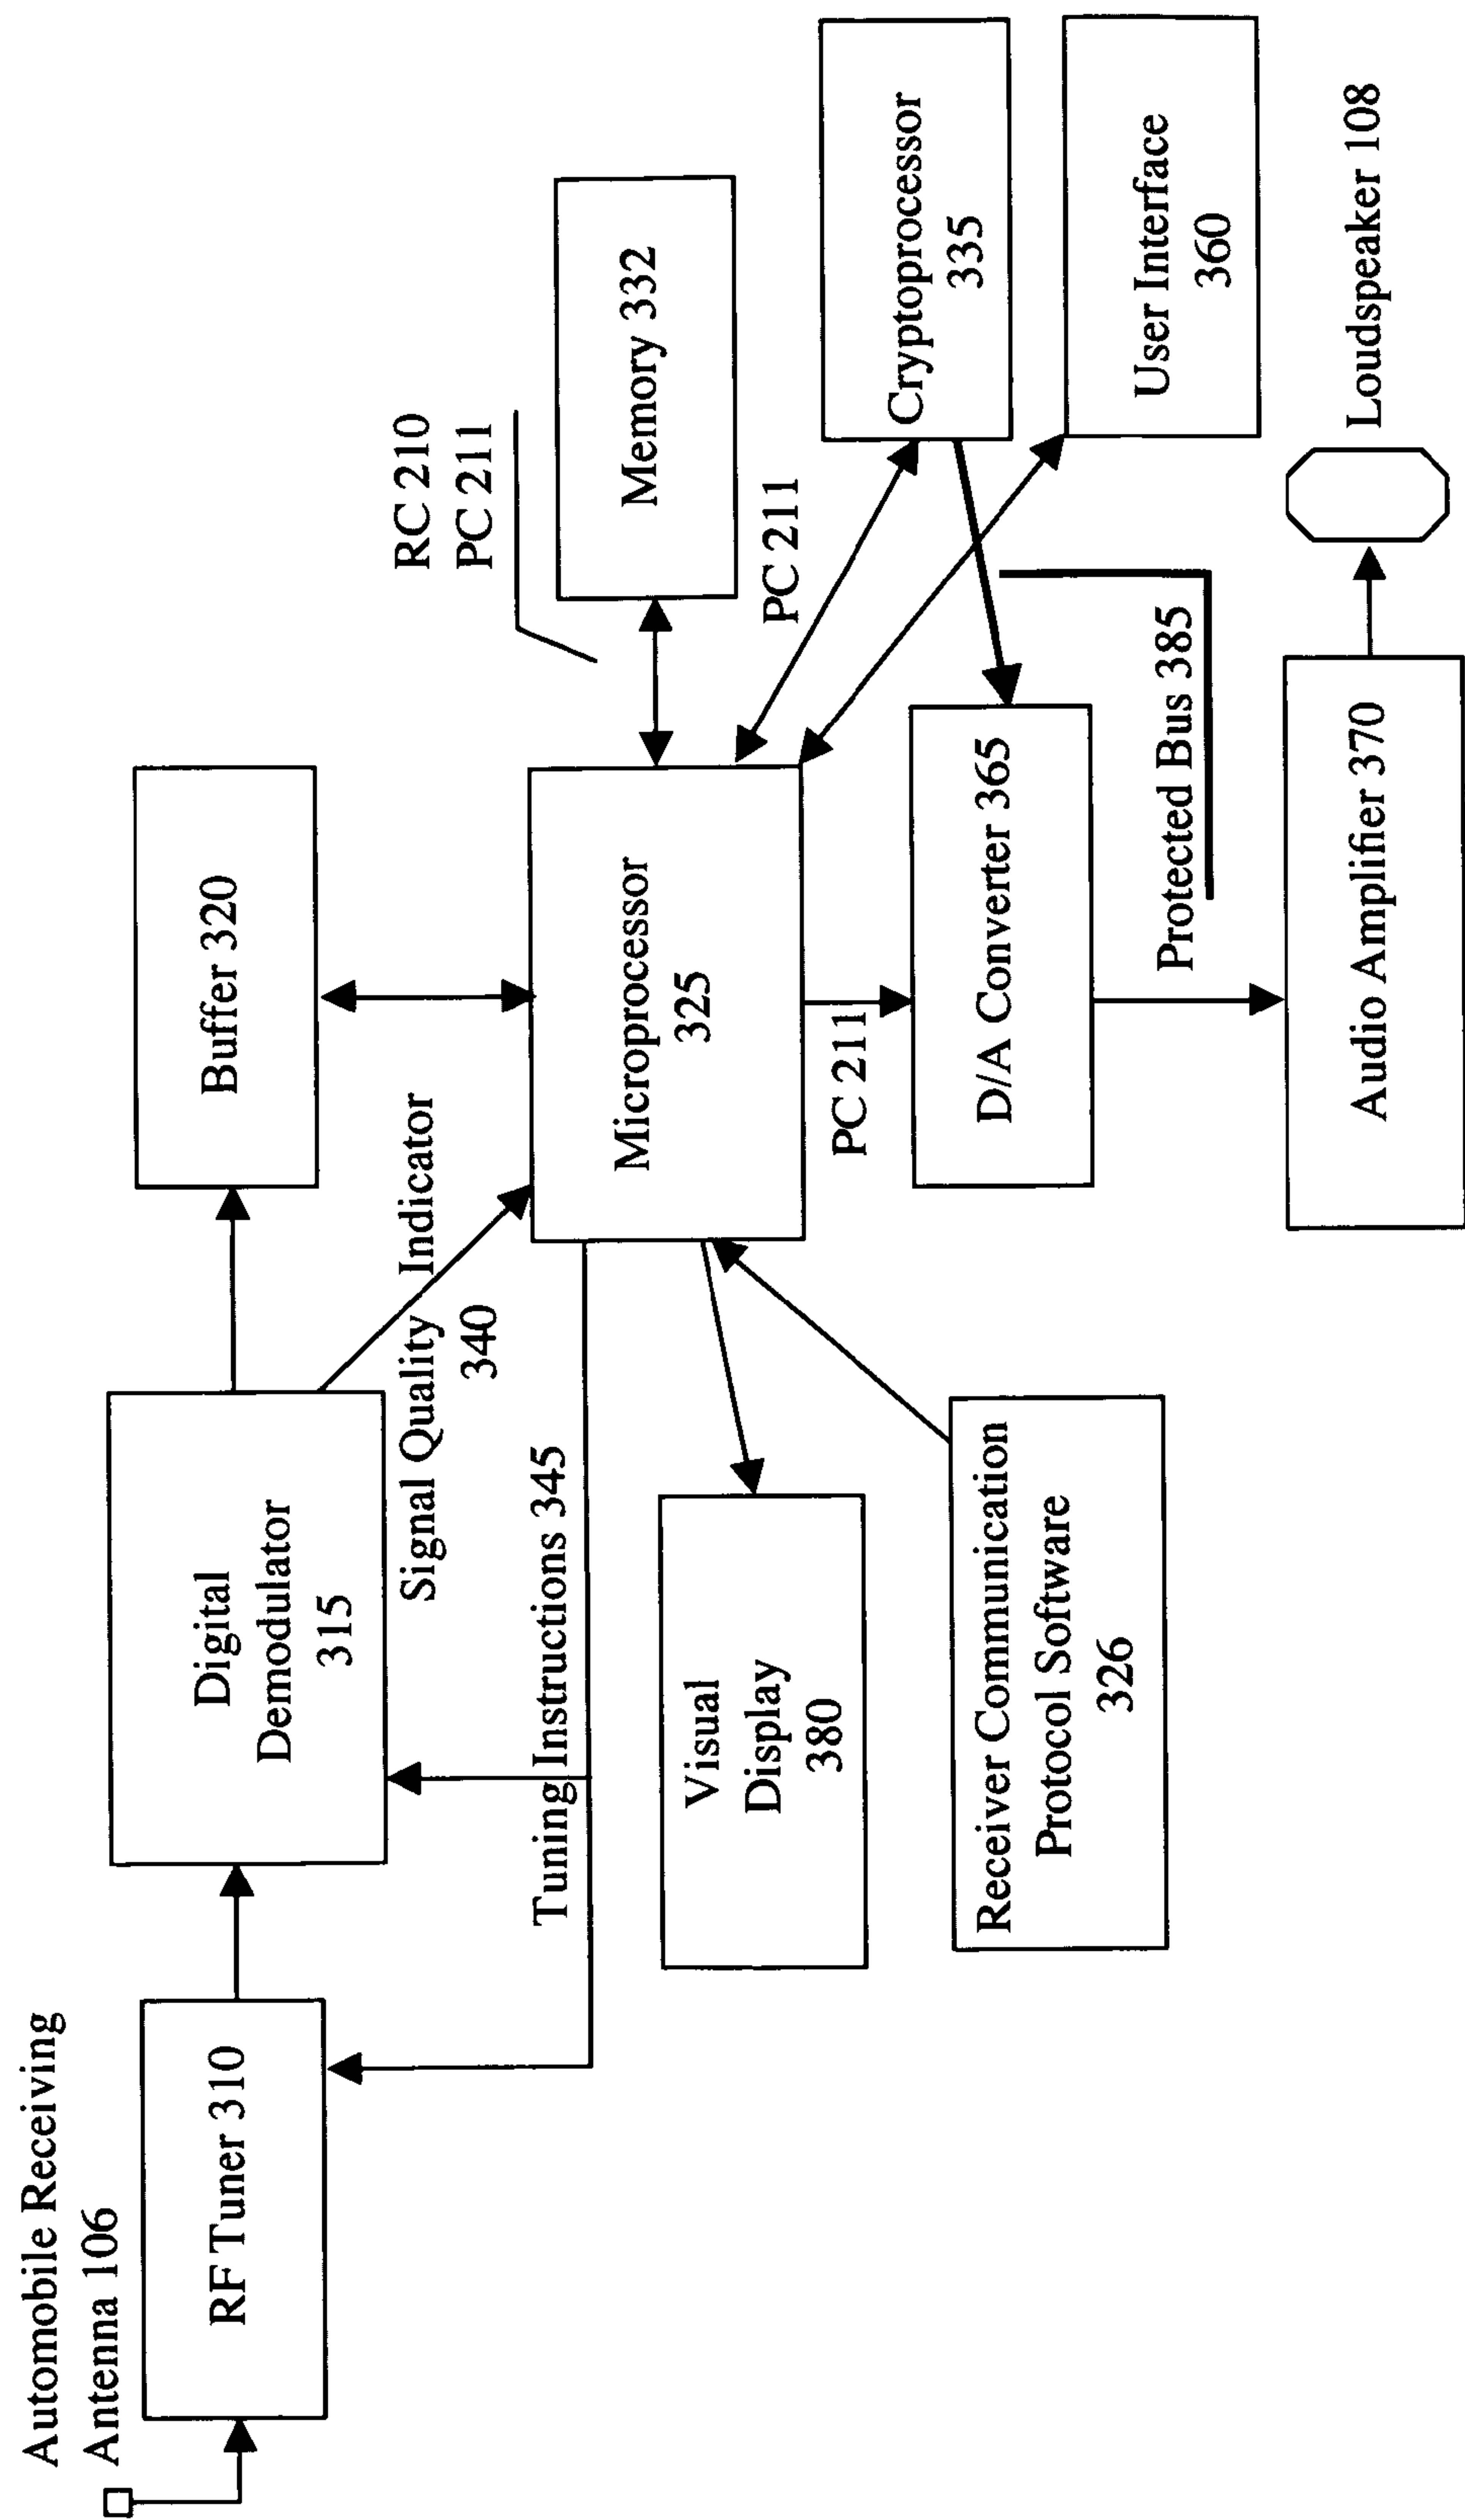 Automobile Receiving
Antenna 106
RF Tuner 310
Digital
Demodulator
315
Buffer 320
Signal Quality Indicator
340
Tuning Instructions 345
RC 210
PC 211
Memory 332
Microprocessor
325
PC 211
Cryptoprocessor
335
Visual
Display
380
PC 211
D/A Converter 365
User Interface
360
Receiver Communication
Protocol Software
326
Protected Bus 385
Audio Amplifier 370
Loudspeaker 108